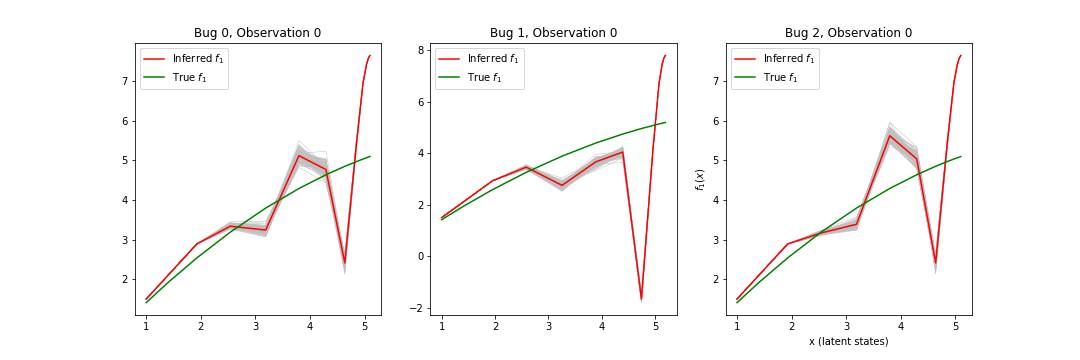 Bug 0, Observation 0
Inferred f₁
True f₁
7
6
5
4
3
2
1 2 3 4 5
Bug 1, Observation 0
Inferred f₁
True f₁
8
6
4
2
0
−2
1 2 3 4 5
Bug 2, Observation 0
Inferred f₁
True f₁
f₁(x)
7
6
5
4
3
2
1 2 3 4 5
x (latent states)